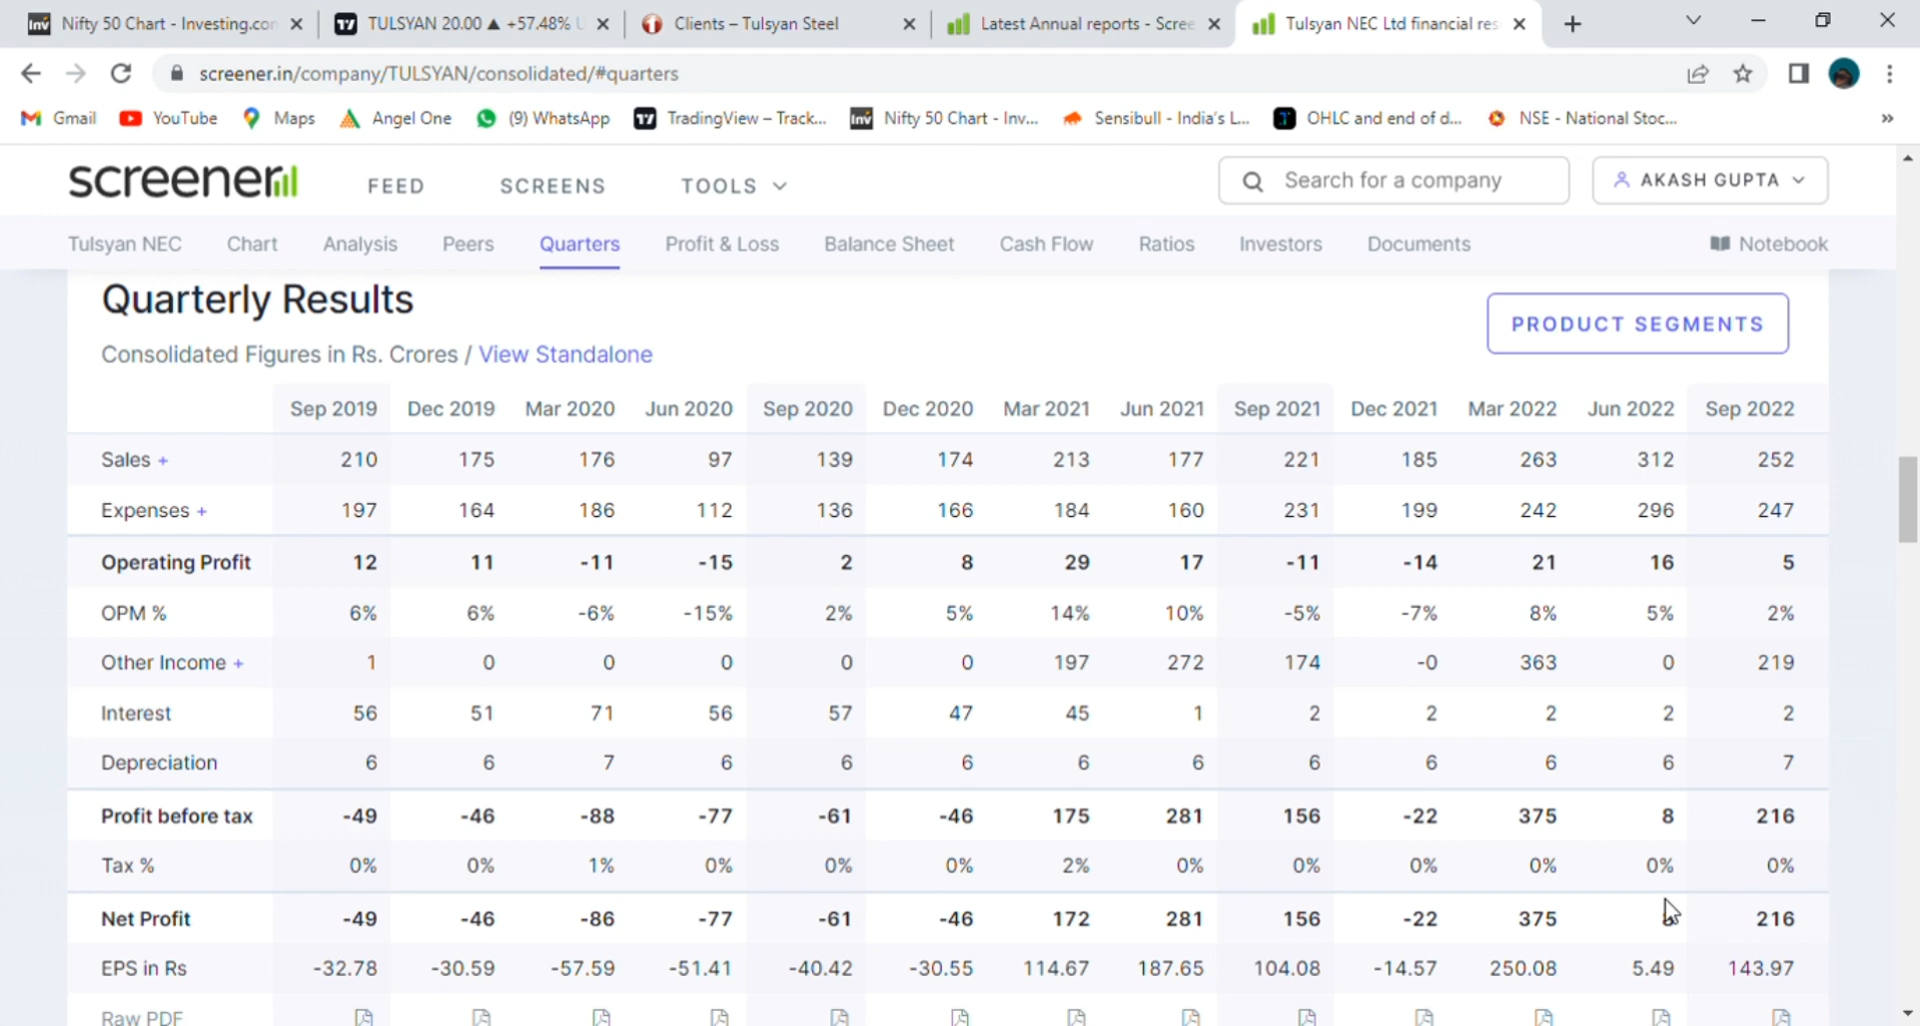 Nifty 50 Chart - Investing.con
TULSYAN 20.00 ▲ +57.48% U
Clients – Tulsyan Steel
Latest Annual reports - Scree
Tulsyan NEC Ltd financial res
screener.in/company/TULSYAN/consolidated/#quarters
Gmail YouTube Maps Angel One (9) WhatsApp TradingView – Track... Nifty 50 Chart - Inv... Sensibull - India's L... OHLC and end of d... NSE - National Stoc... »
screener FEED SCREENS TOOLS Search for a company AKASH GUPTA
Tulsyan NEC Chart Analysis Peers Quarters Profit & Loss Balance Sheet Cash Flow Ratios Investors Documents Notebook
Quarterly Results
PRODUCT SEGMENTS
Consolidated Figures in Rs. Crores / View Standalone
Sep 2019 Dec 2019 Mar 2020 Jun 2020 Sep 2020 Dec 2020 Mar 2021 Jun 2021 Sep 2021 Dec 2021 Mar 2022 Jun 2022 Sep 2022
Sales + 210 175 176 97 139 174 213 177 221 185 263 312 252
Expenses + 197 164 186 112 136 166 184 160 231 199 242 296 247
Operating Profit 12 11 -11 -15 2 8 29 17 -11 -14 21 16 5
OPM % 6% 6% -6% -15% 2% 5% 14% 10% -5% -7% 8% 5% 2%
Other Income + 1 0 0 0 0 0 197 272 174 -0 363 0 219
Interest 56 51 71 56 57 47 45 1 2 2 2 2 2
Depreciation 6 6 7 6 6 6 6 6 6 6 6 6 7
Profit before tax -49 -46 -88 -77 -61 -46 175 281 156 -22 375 8 216
Tax % 0% 0% 1% 0% 0% 0% 2% 0% 0% 0% 0% 0% 0%
Net Profit -49 -46 -86 -77 -61 -46 172 281 156 -22 375 216
EPS in Rs -32.78 -30.59 -57.59 -51.41 -40.42 -30.55 114.67 187.65 104.08 -14.57 250.08 5.49 143.97
Raw PDF